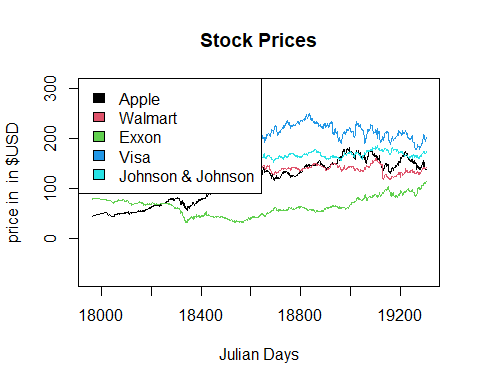 Stock Prices
price in in $USD
300
200
100
0
Apple
Walmart
Exxon
Visa
Johnson & Johnson
18000 18400 18800 19200
Julian Days